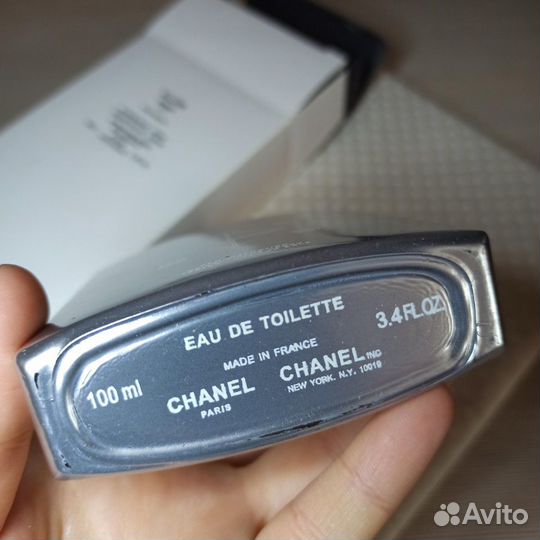 EAU DE TOILETTE
100 ml
3.4 FL.OZ.
MADE IN FRANCE
CHANEL CHANEL INC
PARIS NEW YORK. N.Y. 10019
Avito